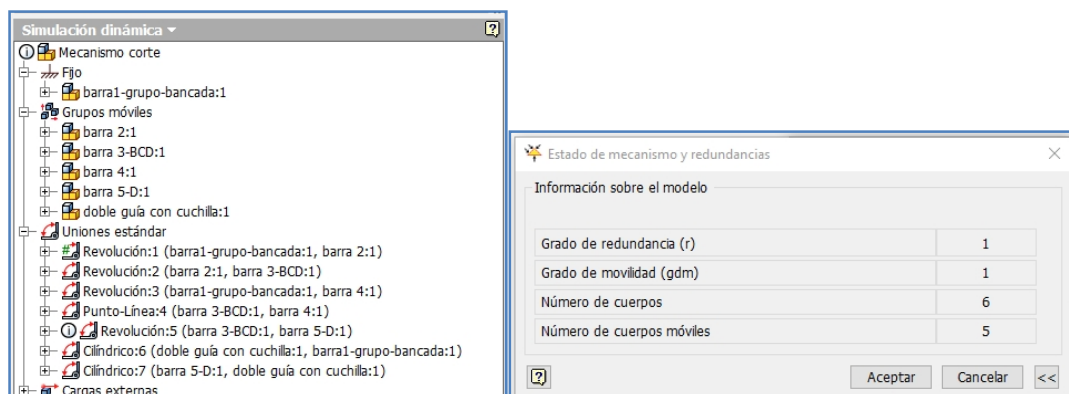 Simulación dinámica
Mecanismo corte
Fijo
barra1-grupo-bancada:1
Grupos móviles
barra 2:1
barra 3-BCD:1
barra 4:1
barra 5-D:1
doble guía con cuchilla:1
Uniones estándar
Revolución:1 (barra1-grupo-bancada:1, barra 2:1)
Revolución:2 (barra 2:1, barra 3-BCD:1)
Revolución:3 (barra1-grupo-bancada:1, barra 4:1)
Punto-Línea:4 (barra 3-BCD:1, barra 4:1)
Revolución:5 (barra 3-BCD:1, barra 5-D:1)
Cilíndrico:6 (doble guía con cuchilla:1, barra1-grupo-bancada:1)
Cilíndrico:7 (barra 5-D:1, doble guía con cuchilla:1)
Cargas externas
Estado de mecanismo y redundancias
Información sobre el modelo
Grado de redundancia (r) 1
Grado de movilidad (gdm) 1
Número de cuerpos 6
Número de cuerpos móviles 5
Aceptar Cancelar <<